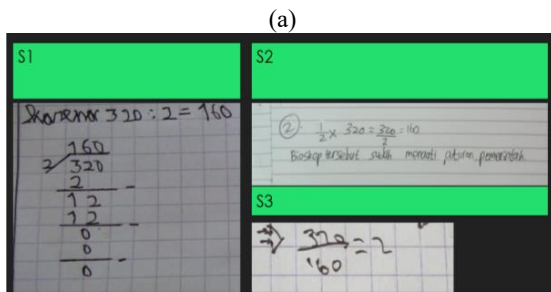 (a)
S1
karena 320 : 2 = 160
160
2 320
2 -
12
12 -
0
0 -
0
S2
2. 1/2 x 320 = 320/2 = 160
Bioskop tersebut sudah menaati aturan pemerintah
S3
⇒ 320/160 = 2